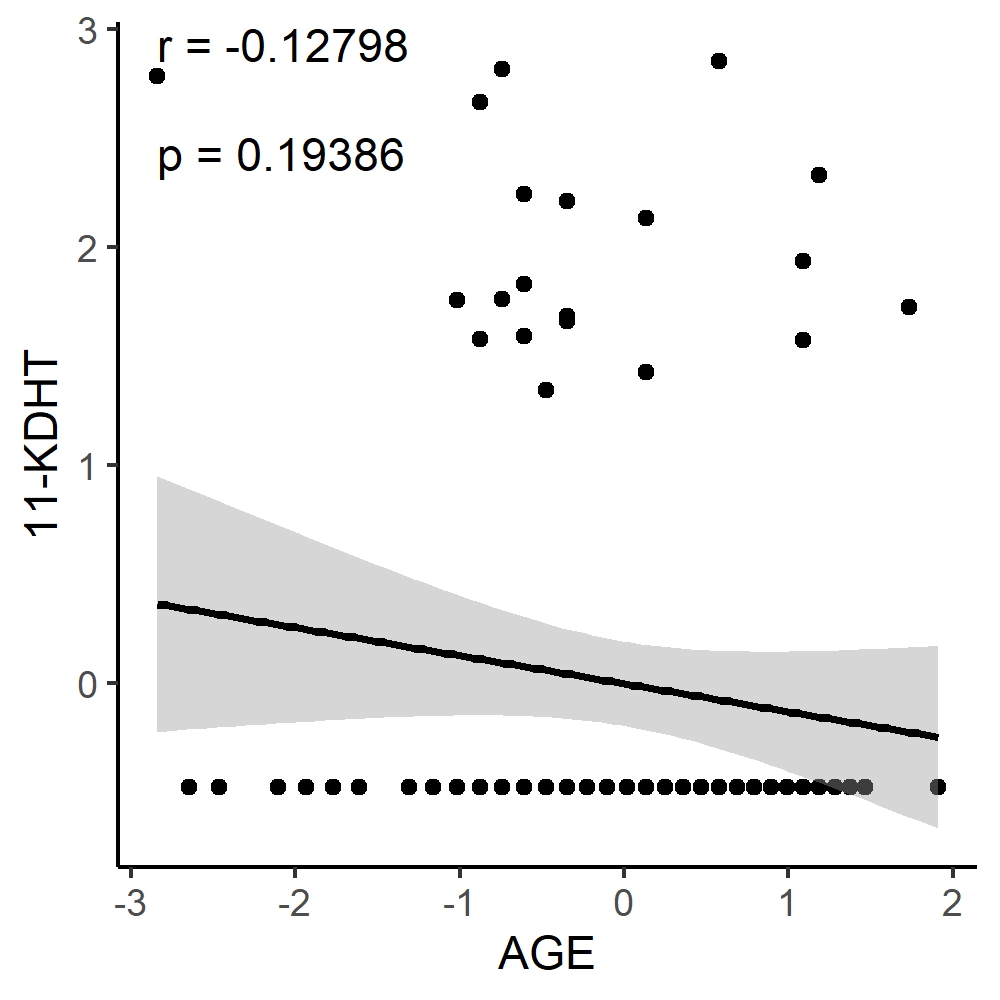 r = -0.12798
p = 0.19386
3
2
1
0
11-KDHT
-3 -2 -1 0 1 2
AGE